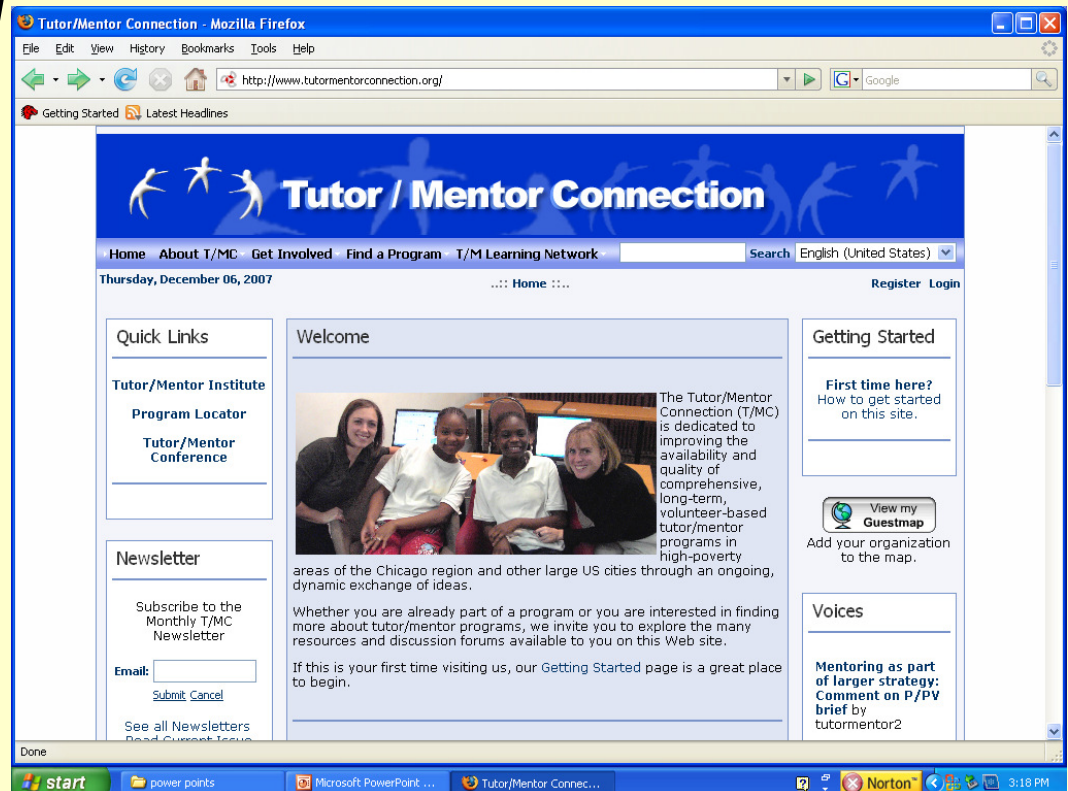 Tutor/Mentor Connection - Mozilla Firefox
File Edit View History Bookmarks Tools Help
http://www.tutormentorconnection.org/
G Google
Getting Started Latest Headlines
Tutor / Mentor Connection
Home About T/MC Get Involved Find a Program T/M Learning Network Search English (United States)
Thursday, December 06, 2007 ..:: Home ::.. Register Login
Quick Links
Tutor/Mentor Institute
Program Locator
Tutor/Mentor
Conference
Newsletter
Subscribe to the
Monthly T/MC
Newsletter
Email:
Submit Cancel
See all Newsletters
Read Current Issue
Welcome
The Tutor/Mentor
Connection (T/MC)
is dedicated to
improving the
availability and
quality of
comprehensive,
long-term,
volunteer-based
tutor/mentor
programs in
high-poverty
areas of the Chicago region and other large US cities through an ongoing,
dynamic exchange of ideas.
Whether you are already part of a program or you are interested in finding
more about tutor/mentor programs, we invite you to explore the many
resources and discussion forums available to you on this Web site.
If this is your first time visiting us, our Getting Started page is a great place
to begin.
Getting Started
First time here?
How to get started
on this site.
View my
Guestmap
Add your organization
to the map.
Voices
Mentoring as part
of larger strategy:
Comment on P/PV
brief by
tutormentor2
Done
start power points Microsoft PowerPoint ... Tutor/Mentor Connec... Norton™ 3:18 PM